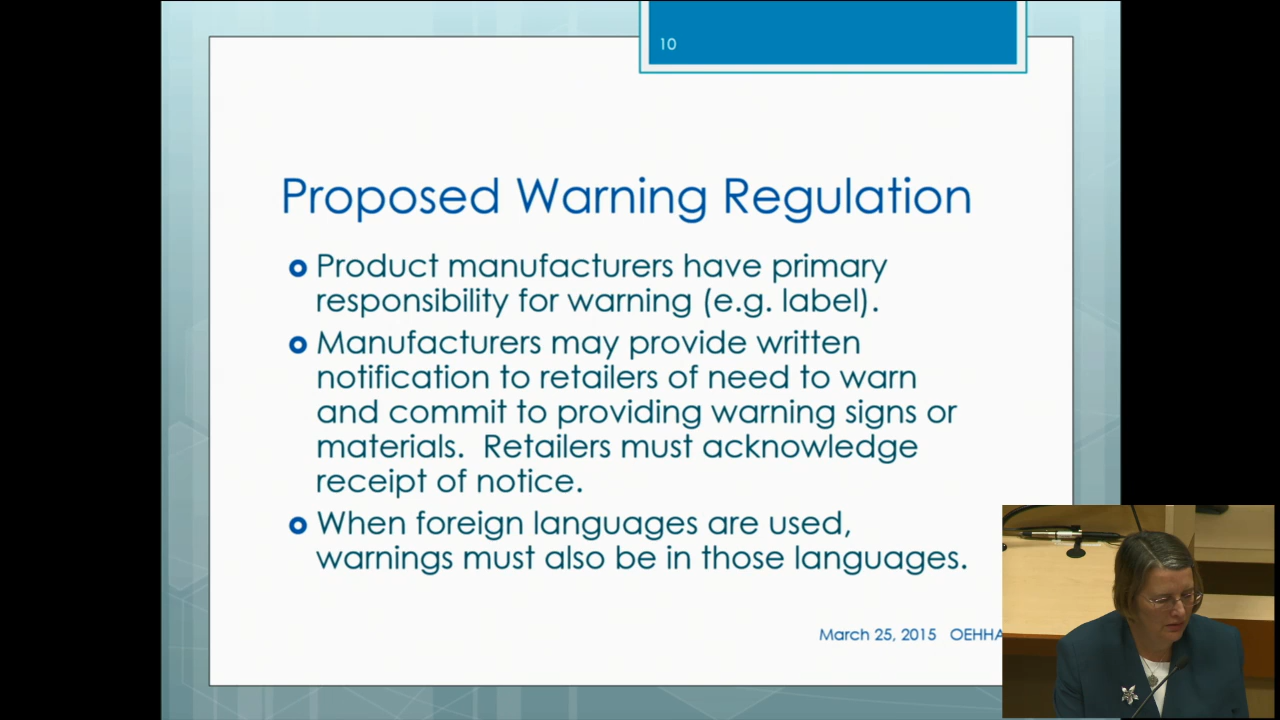 10
Proposed Warning Regulation
Product manufacturers have primary
responsibility for warning (e.g. label).
Manufacturers may provide written
notification to retailers of need to warn
and commit to providing warning signs or
materials. Retailers must acknowledge
receipt of notice.
When foreign languages are used,
warnings must also be in those languages.
March 25, 2015 OEHHA